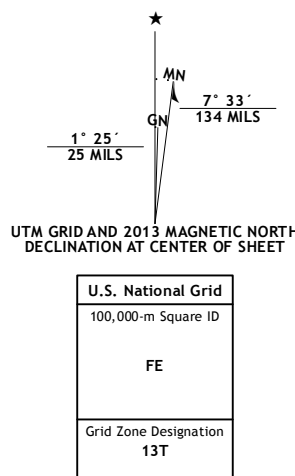 MN
GN
7° 33´
134 MILS
1° 25´
25 MILS
UTM GRID AND 2013 MAGNETIC NORTH
DECLINATION AT CENTER OF SHEET
U.S. National Grid
100,000-m Square ID
FE
Grid Zone Designation
13T